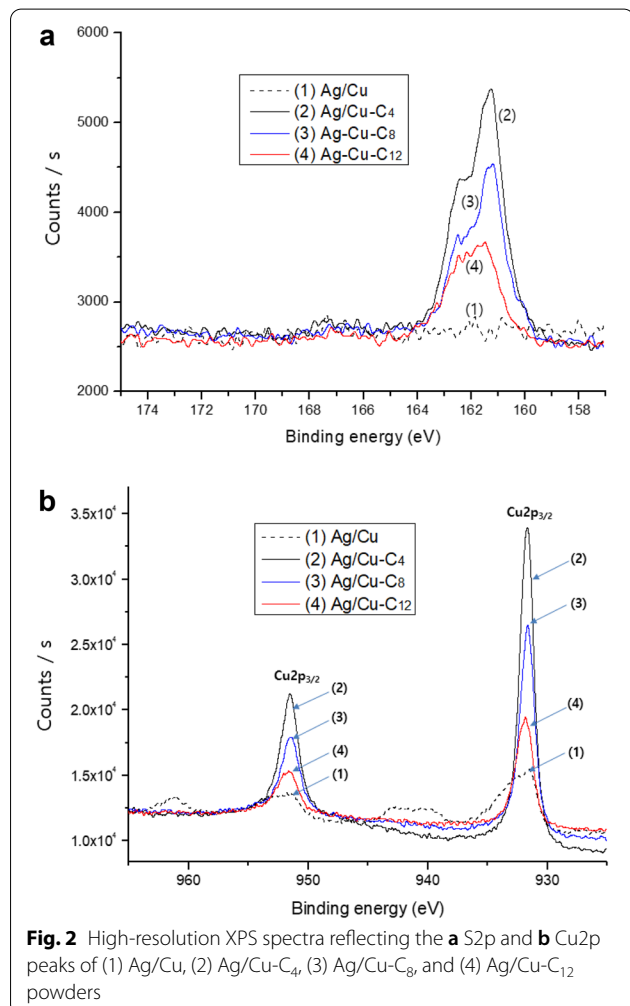 a
6000
5000
4000
3000
2000
Counts / s
(1) Ag/Cu
(2) Ag/Cu-C₄
(3) Ag-Cu-C₈
(4) Ag-Cu-C₁₂
(2)
(3)
(4)
(1)
174 172 170 168 166 164 162 160 158
Binding energy (eV)
b
3.5x10⁴
3.0x10⁴
2.5x10⁴
2.0x10⁴
1.5x10⁴
1.0x10⁴
Counts / s
(1) Ag/Cu
(2) Ag/Cu-C₄
(3) Ag/Cu-C₈
(4) Ag/Cu-C₁₂
Cu2p₃/₂
(2)
(3)
(4)
(1)
Cu2p₃/₂
(2)
(3)
(4)
(1)
960 950 940 930
Binding energy (eV)
Fig. 2 High-resolution XPS spectra reflecting the a S2p and b Cu2p
peaks of (1) Ag/Cu, (2) Ag/Cu-C₄, (3) Ag/Cu-C₈, and (4) Ag/Cu-C₁₂
powders